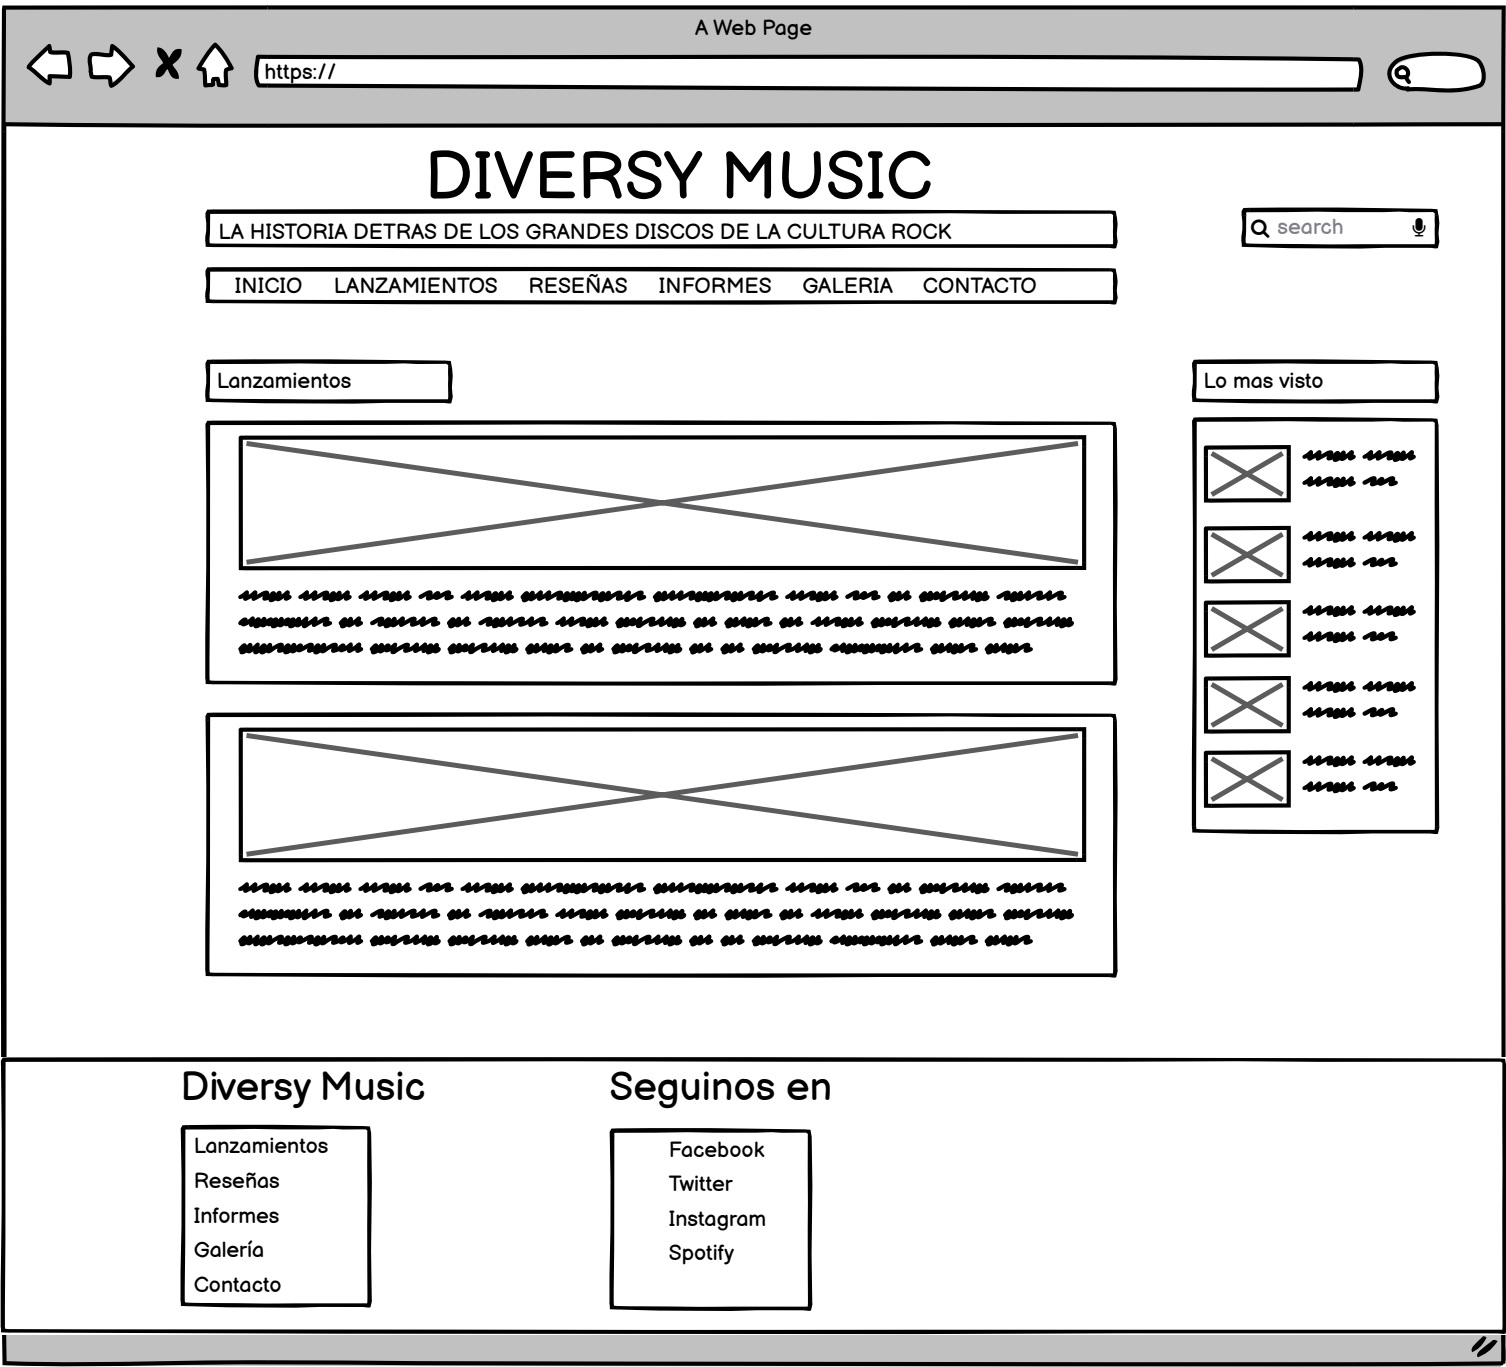 A Web Page
https://
DIVERSY MUSIC
LA HISTORIA DETRAS DE LOS GRANDES DISCOS DE LA CULTURA ROCK
search
INICIO LANZAMIENTOS RESEÑAS INFORMES GALERIA CONTACTO
Lanzamientos
Lo mas visto
Diversy Music
Lanzamientos
Reseñas
Informes
Galería
Contacto
Seguinos en
Facebook
Twitter
Instagram
Spotify